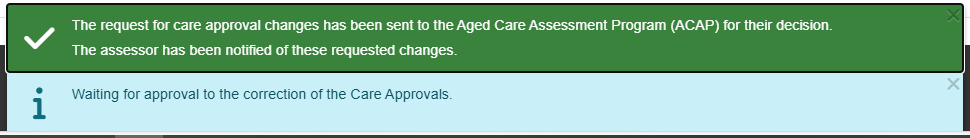 The request for care approval changes has been sent to the Aged Care Assessment Program (ACAP) for their decision.
The assessor has been notified of these requested changes.
Waiting for approval to the correction of the Care Approvals.